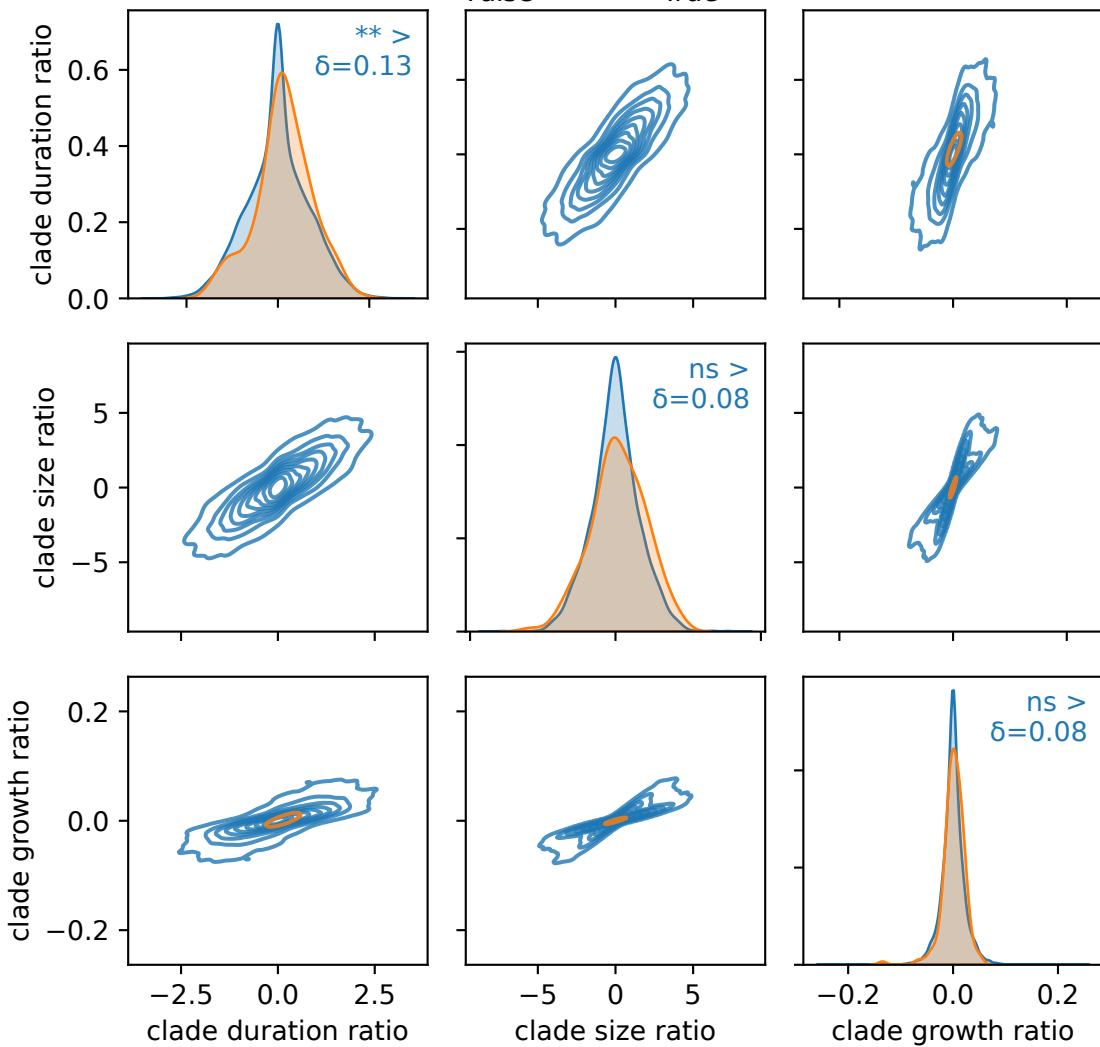 clade duration ratio
0.6
0.4
0.2
0.0
** >
δ=0.13
clade size ratio
5
0
−5
ns >
δ=0.08
clade growth ratio
0.2
0.0
−0.2
ns >
δ=0.08
−2.5 0.0 2.5
−5 0 5
−0.2 0.0 0.2
clade duration ratio
clade size ratio
clade growth ratio